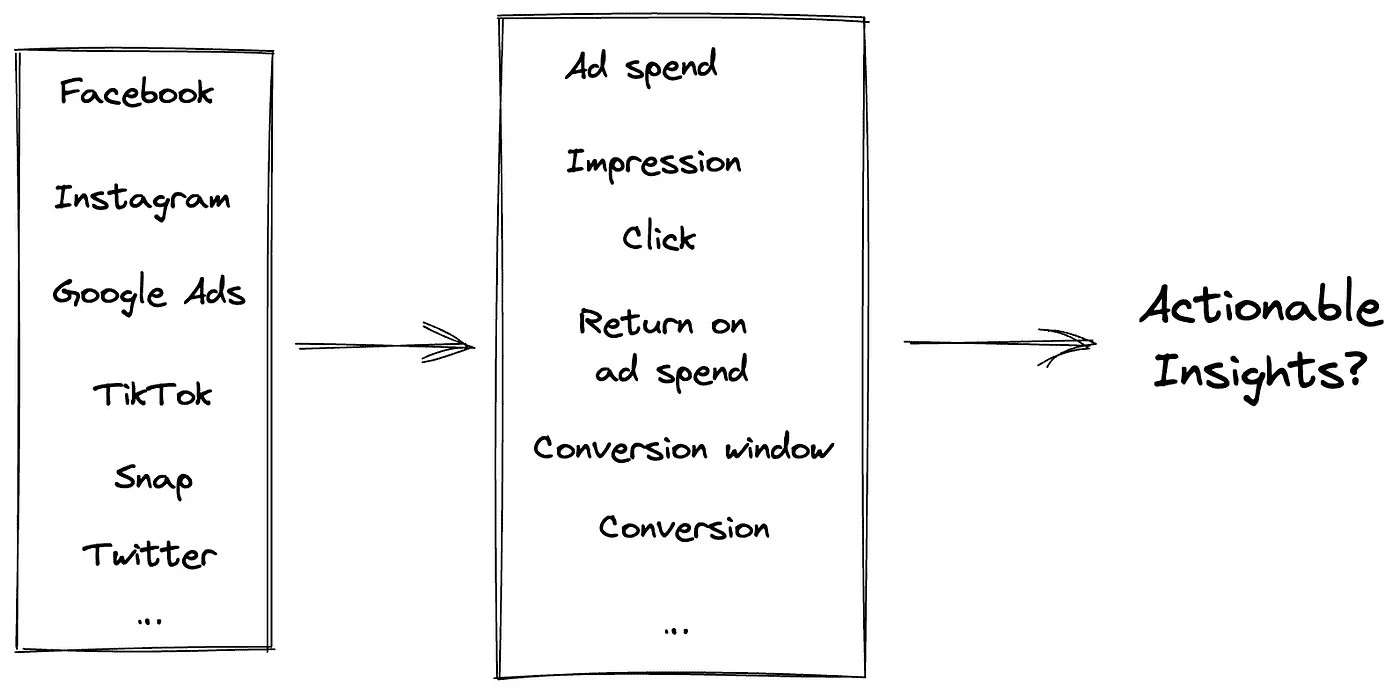 Facebook
Instagram
Google Ads
TikTok
Snap
Twitter
...
Ad spend
Impression
Click
Return on
ad spend
Conversion window
Conversion
...
Actionable
Insights?